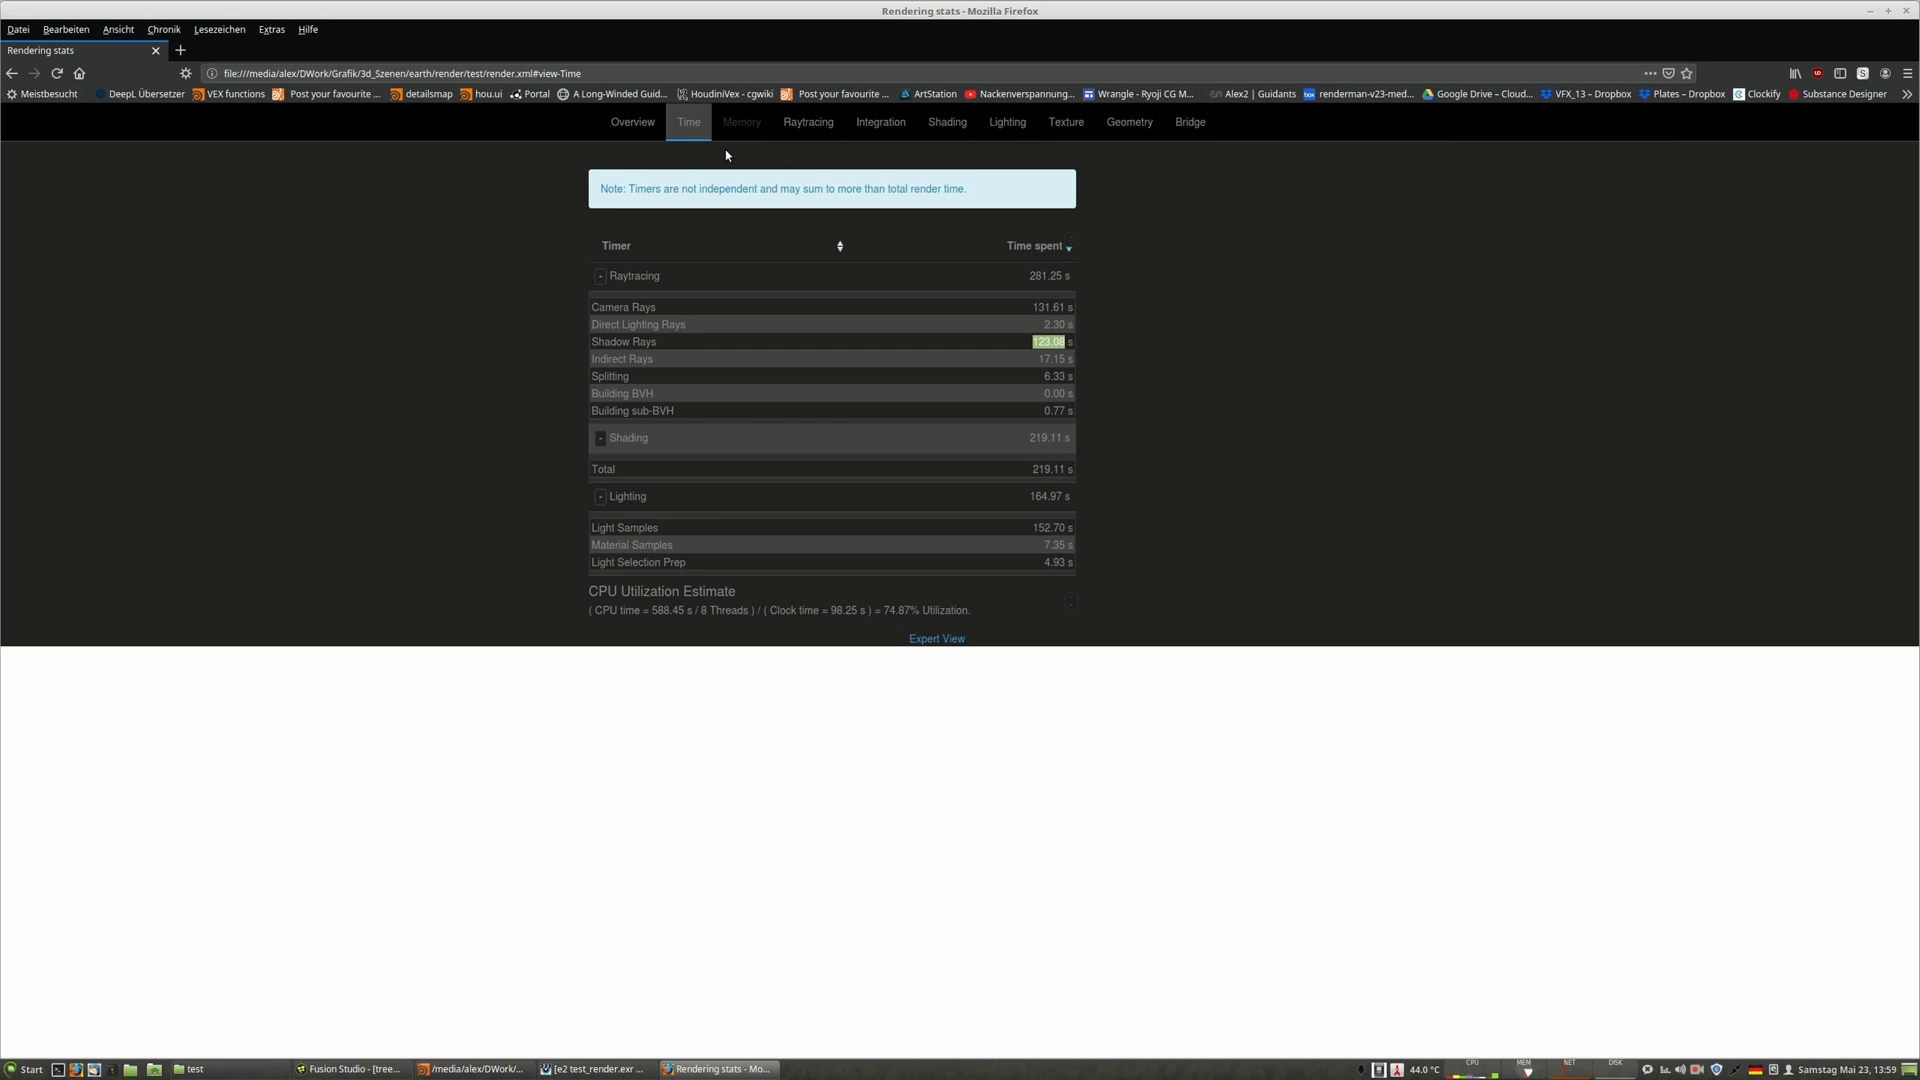 Rendering stats - Mozilla Firefox
Datei Bearbeiten Ansicht Chronik Lesezeichen Extras Hilfe
Rendering stats
file:///media/alex/DWork/Grafik/3d_Szenen/earth/render/test/render.xml#view-Time
Meistbesucht DeepL Übersetzer VEX functions Post your favourite ... detailsmap hou.ui Portal A Long-Winded Guid... HoudiniVex - cgwiki Post your favourite ... ArtStation Nackenverspannung... Wrangle - Ryoji CG M... Alex2 | Guidants renderman-v23-med... Google Drive – Cloud... VFX_13 – Dropbox Plates – Dropbox Clockify Substance Designer
Overview Time Memory Raytracing Integration Shading Lighting Texture Geometry Bridge
Note: Timers are not independent and may sum to more than total render time.
Timer Time spent
- Raytracing 281.25 s
Camera Rays 131.61 s
Direct Lighting Rays 2.30 s
Shadow Rays 123.08 s
Indirect Rays 17.15 s
Splitting 6.33 s
Building BVH 0.00 s
Building sub-BVH 0.77 s
- Shading 219.11 s
Total 219.11 s
- Lighting 164.97 s
Light Samples 152.70 s
Material Samples 7.35 s
Light Selection Prep 4.93 s
CPU Utilization Estimate
( CPU time = 588.45 s / 8 Threads ) / ( Clock time = 98.25 s ) = 74.87% Utilization.
Expert View
Start test Fusion Studio - [tree... /media/alex/DWork/... [e2 test_render.exr ... Rendering stats - Mo... 44.0 °C CPU MEM NET DISK Samstag Mai 23, 13:59